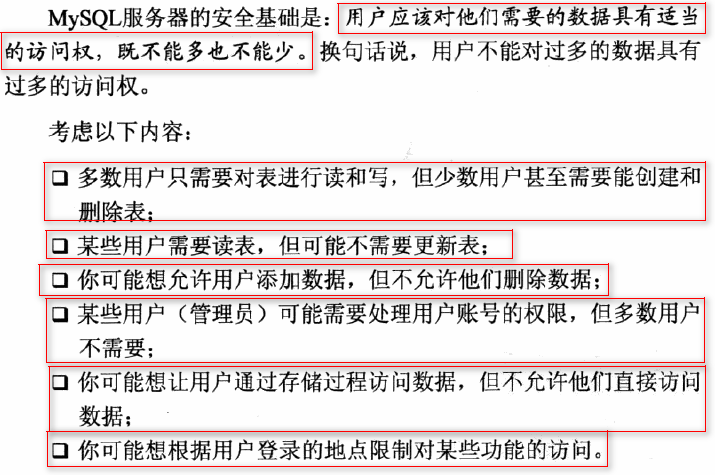 MySQL服务器的安全基础是：用户应该对他们需要的数据具有适当
的访问权，既不能多也不能少。换句话说，用户不能对过多的数据具有
过多的访问权。
考虑以下内容：
❑ 多数用户只需要对表进行读和写，但少数用户甚至需要能创建和
删除表；
❑ 某些用户需要读表，但可能不需要更新表；
❑ 你可能想允许用户添加数据，但不允许他们删除数据；
❑ 某些用户（管理员）可能需要处理用户账号的权限，但多数用户
不需要；
❑ 你可能想让用户通过存储过程访问数据，但不允许他们直接访问
数据；
❑ 你可能想根据用户登录的地点限制对某些功能的访问。